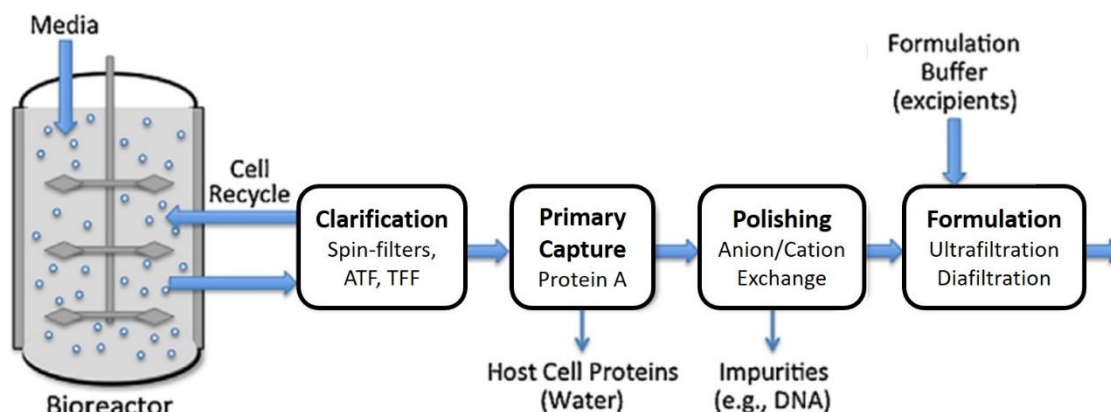 Media
Cell
Recycle
Bioreactor
Clarification
Spin-filters,
ATF, TFF
Primary
Capture
Protein A
Host Cell Proteins
(Water)
Polishing
Anion/Cation
Exchange
Impurities
(e.g., DNA)
Formulation
Buffer
(excipients)
Formulation
Ultrafiltration
Diafiltration